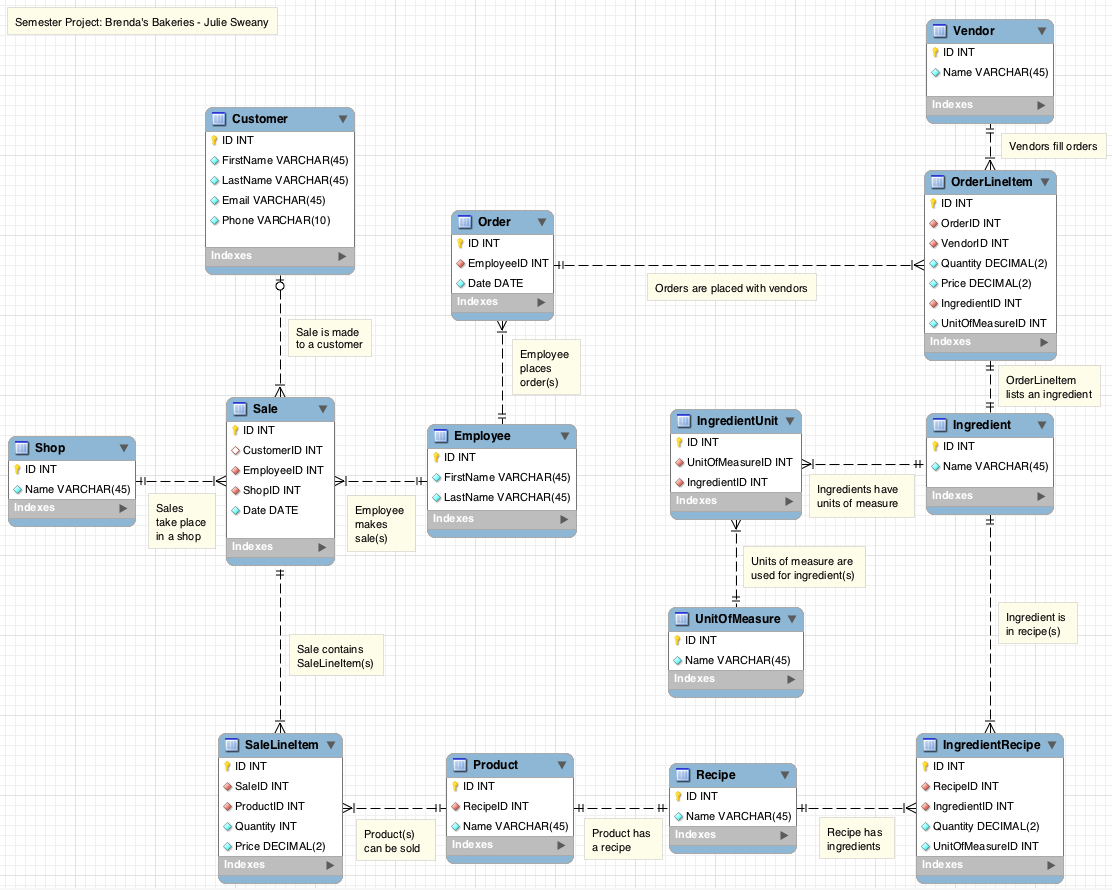 Semester Project: Brenda's Bakeries - Julie Sweany
Vendor
ID INT
Name VARCHAR(45)
Indexes
Vendors fill orders
Customer
ID INT
FirstName VARCHAR(45)
LastName VARCHAR(45)
Email VARCHAR(45)
Phone VARCHAR(10)
Indexes
Order
ID INT
EmployeeID INT
Date DATE
Indexes
Orders are placed with vendors
OrderLineItem
ID INT
OrderID INT
VendorID INT
Quantity DECIMAL(2)
Price DECIMAL(2)
IngredientID INT
UnitOfMeasureID INT
Indexes
Sale is made
to a customer
Employee
places
order(s)
OrderLineItem
lists an ingredient
Shop
ID INT
Name VARCHAR(45)
Indexes
Sales
take place
in a shop
Sale
ID INT
CustomerID INT
EmployeeID INT
ShopID INT
Date DATE
Indexes
Employee
makes
sale(s)
Employee
ID INT
FirstName VARCHAR(45)
LastName VARCHAR(45)
Indexes
IngredientUnit
ID INT
UnitOfMeasureID INT
IngredientID INT
Indexes
Ingredients have
units of measure
Ingredient
ID INT
Name VARCHAR(45)
Indexes
Units of measure are
used for ingredient(s)
UnitOfMeasure
ID INT
Name VARCHAR(45)
Indexes
Ingredient is
in recipe(s)
Sale contains
SaleLineItem(s)
SaleLineItem
ID INT
SaleID INT
ProductID INT
Quantity INT
Price DECIMAL(2)
Indexes
Product(s)
can be sold
Product
ID INT
RecipeID INT
Name VARCHAR(45)
Indexes
Product has
a recipe
Recipe
ID INT
Name VARCHAR(45)
Indexes
Recipe has
ingredients
IngredientRecipe
ID INT
RecipeID INT
IngredientID INT
Quantity DECIMAL(2)
UnitOfMeasureID INT
Indexes